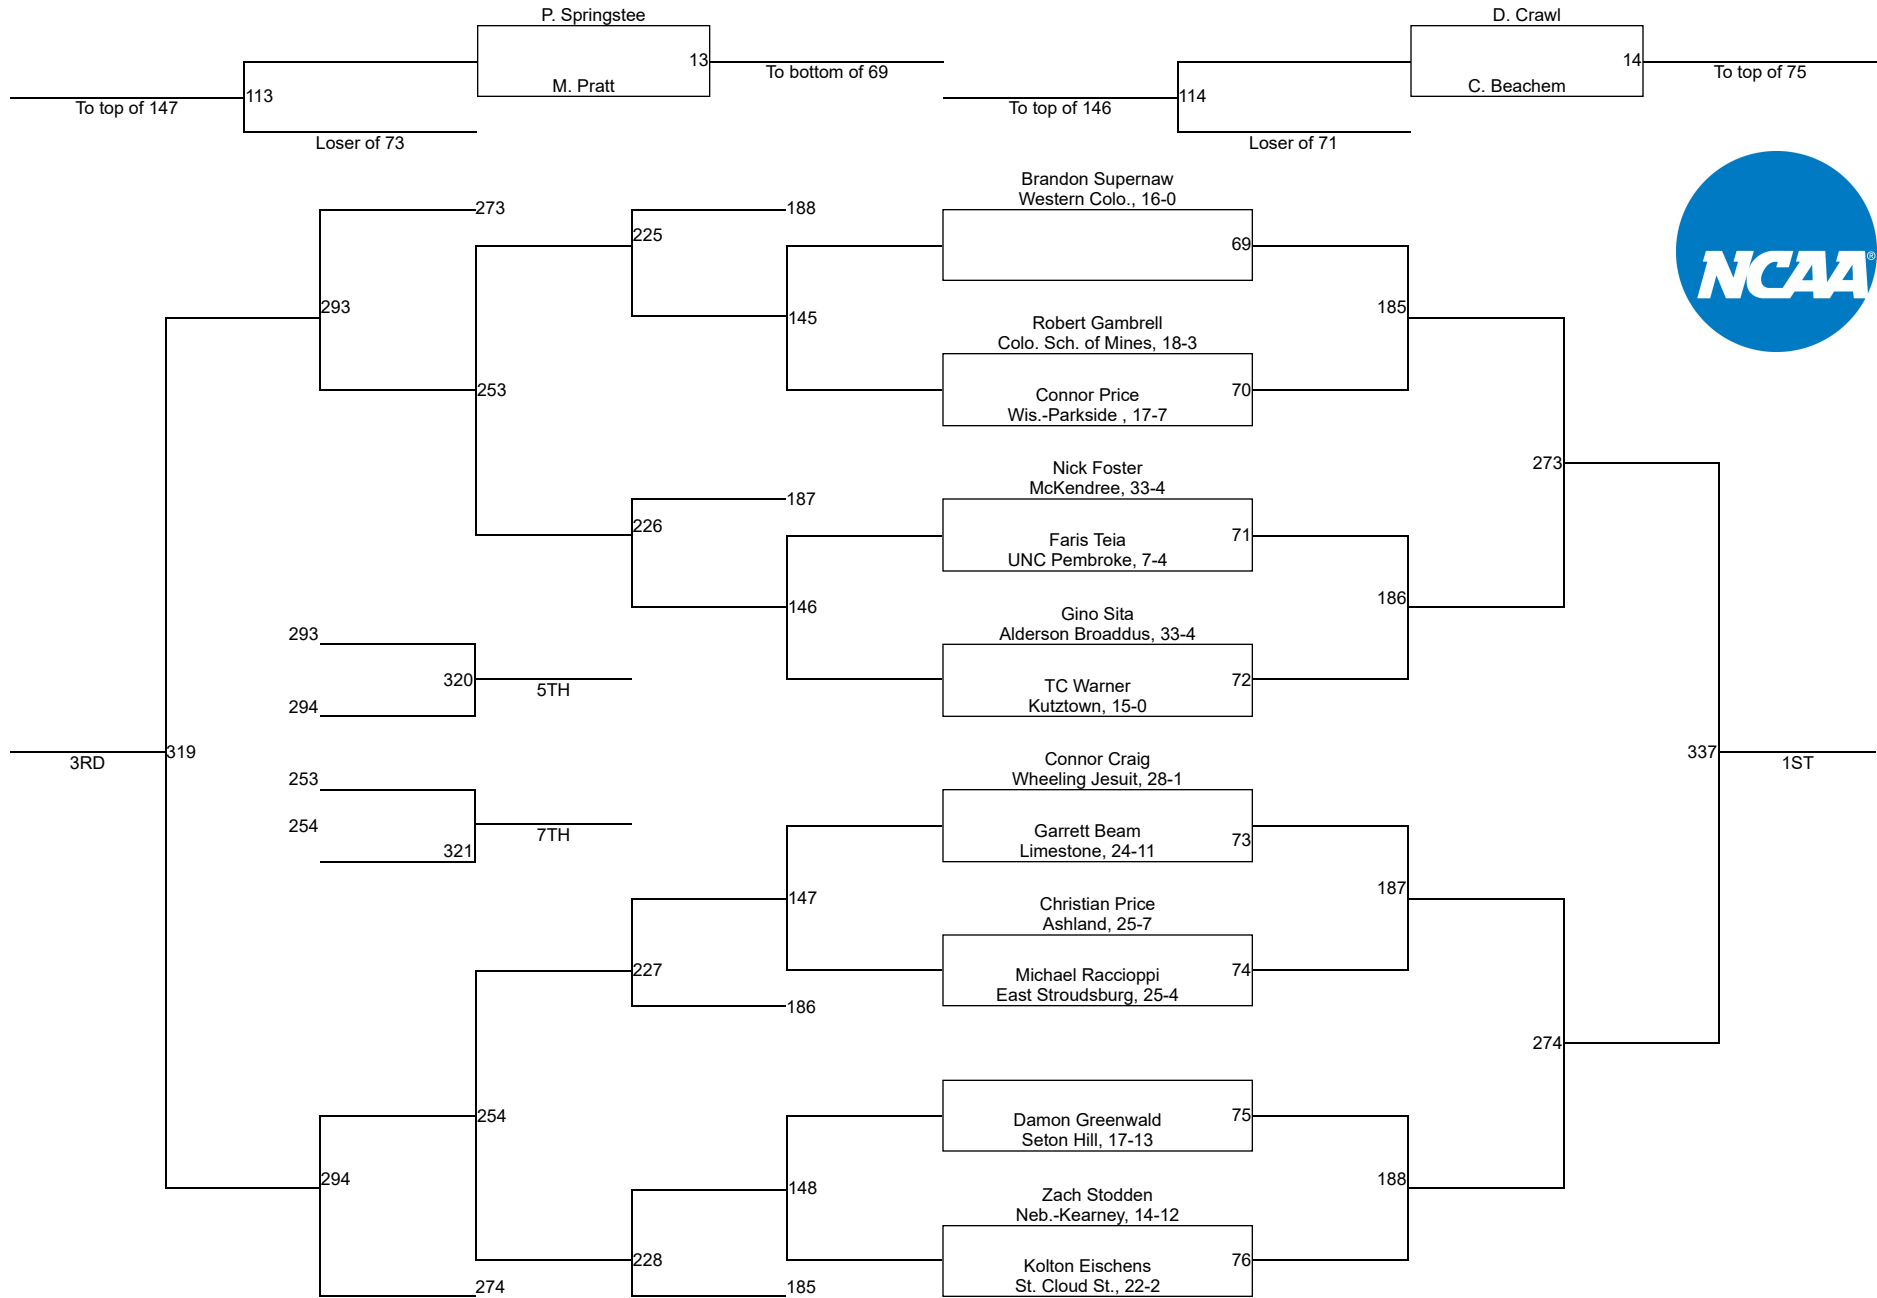 P. Springstee
13
M. Pratt
To bottom of 69
113
To top of 147
Loser of 73
D. Crawl
14
C. Beachem
To top of 75
114
To top of 146
Loser of 71
NCAA®
Brandon Supernaw
Western Colo., 16-0
69
273
188
225
293
145
185
Robert Gambrell
Colo. Sch. of Mines, 18-3
Connor Price
Wis.-Parkside , 17-7
70
253
Nick Foster
McKendree, 33-4
273
187
226
Faris Teia
UNC Pembroke, 7-4
71
146
186
Gino Sita
Alderson Broaddus, 33-4
293
320
5TH
294
TC Warner
Kutztown, 15-0
72
319
3RD
337
1ST
Connor Craig
Wheeling Jesuit, 28-1
253
254
7TH
321
Garrett Beam
Limestone, 24-11
73
147
187
Christian Price
Ashland, 25-7
227
Michael Raccioppi
East Stroudsburg, 25-4
74
186
274
254
Damon Greenwald
Seton Hill, 17-13
75
294
148
188
Zach Stodden
Neb.-Kearney, 14-12
228
Kolton Eischens
St. Cloud St., 22-2
76
274
185